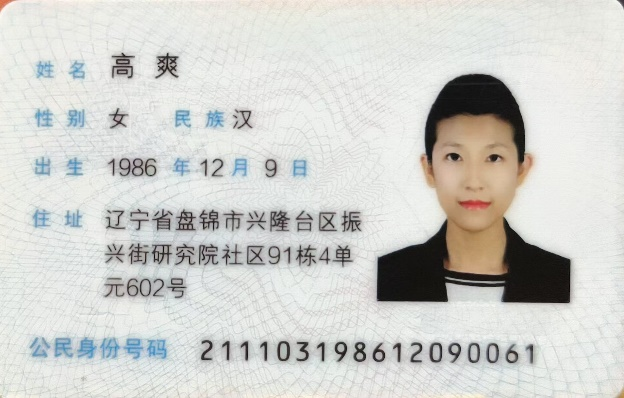 姓名 高爽
性别 女 民族 汉
出生 1986 年 12 月 9 日
住址 辽宁省盘锦市兴隆台区振
兴街研究院社区91栋4单
元602号
公民身份号码 211103198612090061